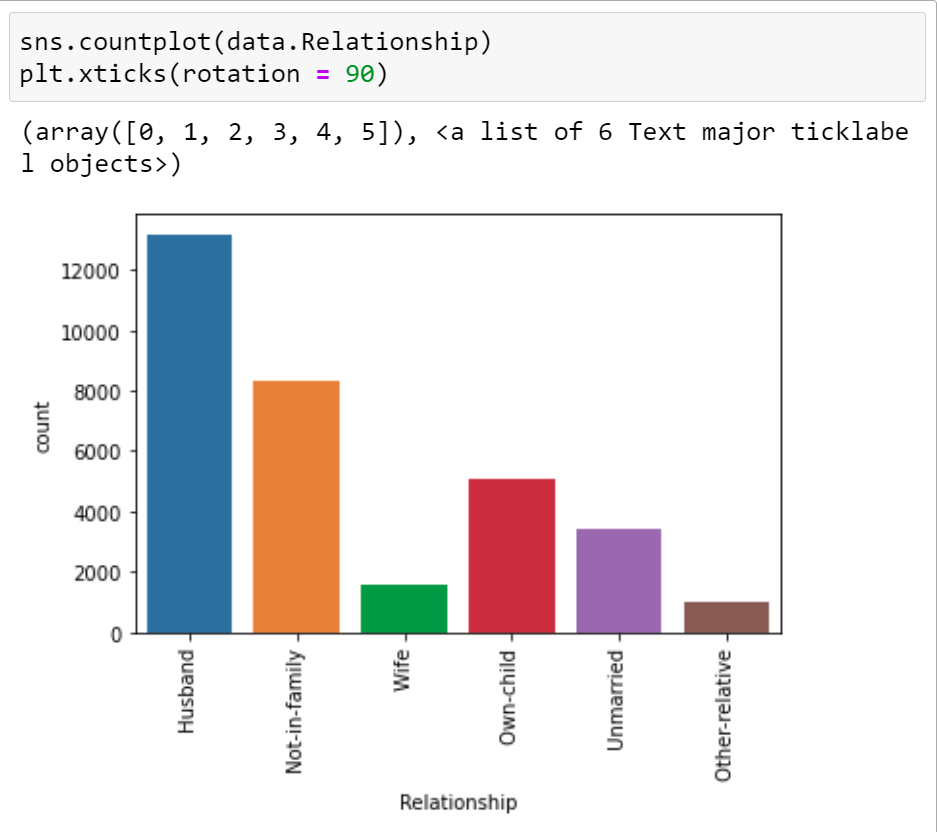 sns.countplot(data.Relationship)
plt.xticks(rotation = 90)
(array([0, 1, 2, 3, 4, 5]), <a list of 6 Text major ticklabe
l objects>)
12000
10000
8000
6000
4000
2000
0
count
Husband
Not-in-family
Wife
Own-child
Unmarried
Other-relative
Relationship